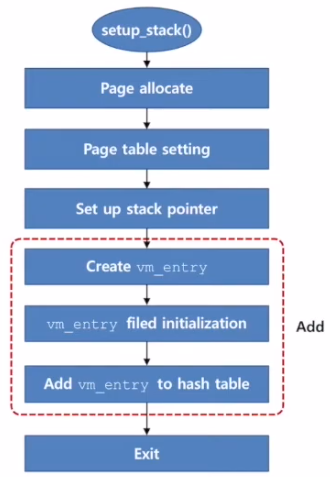 setup_stack()
Page allocate
Page table setting
Set up stack pointer
Create vm_entry
vm_entry filed initialization
Add
Add vm_entry to hash table
Exit